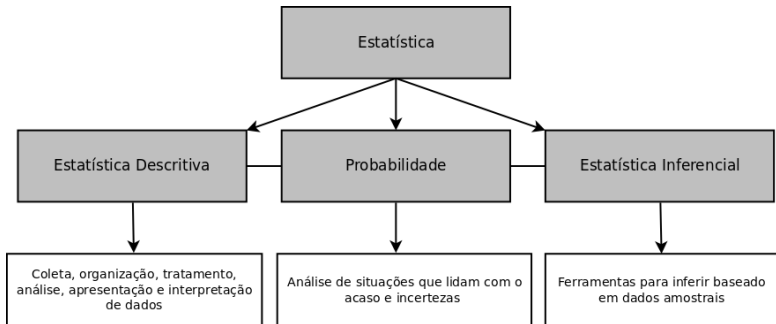 Estatística
Estatística Descritiva
Probabilidade
Estatística Inferencial
Coleta, organização, tratamento,
análise, apresentação e interpretação
de dados
Análise de situações que lidam com o
acaso e incertezas
Ferramentas para inferir baseado
em dados amostrais